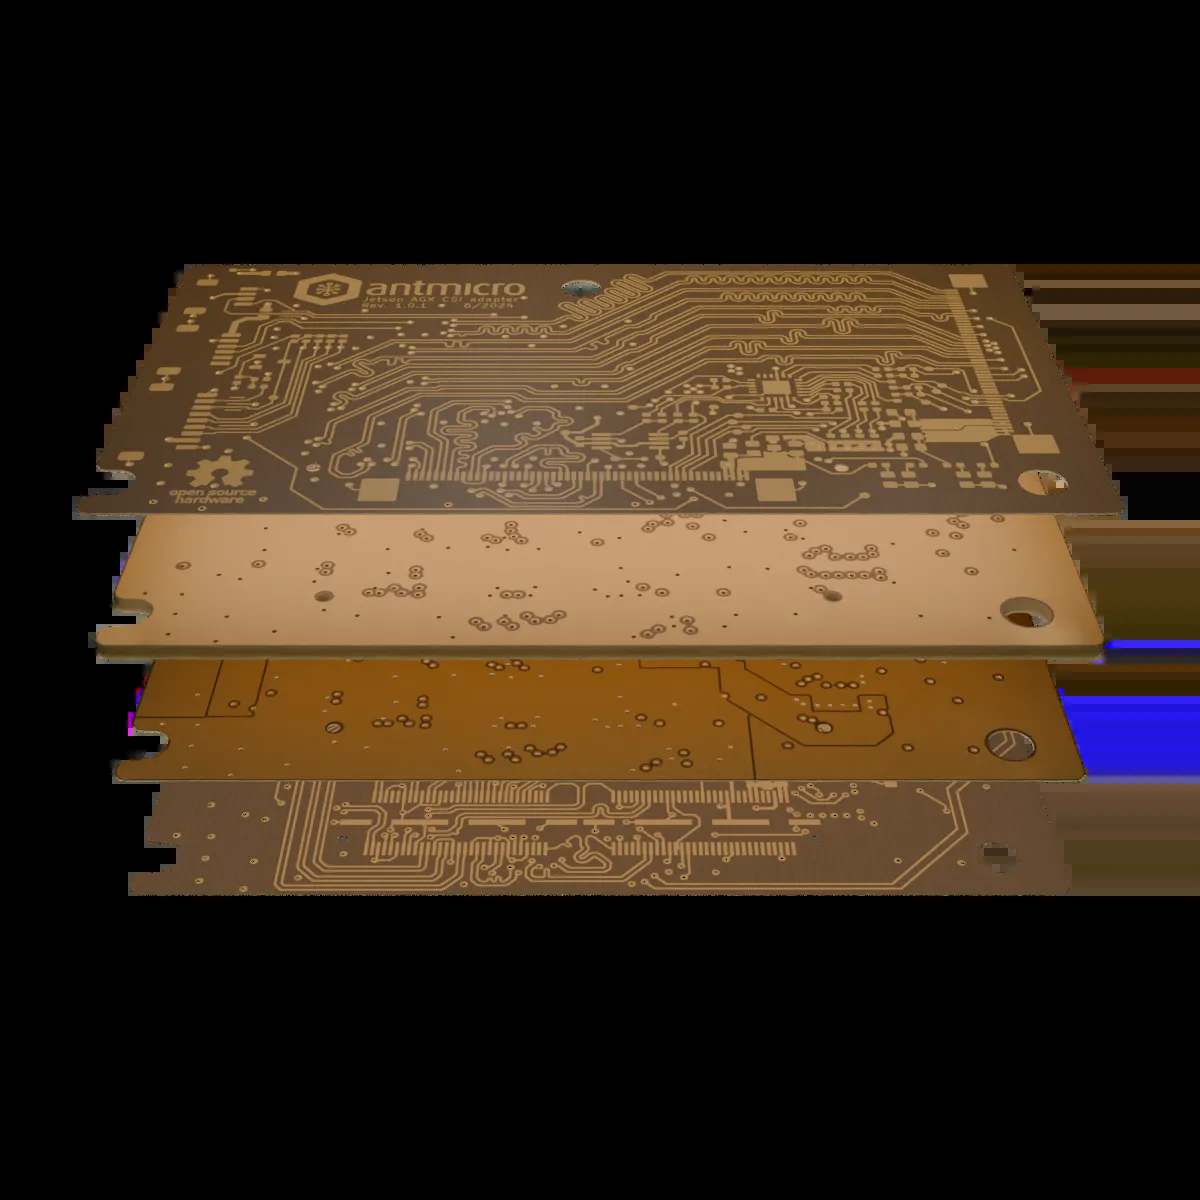 antmicro
Jetson AGX CSI adapter
Rev. 1.0.1 6/2024
open source
hardware